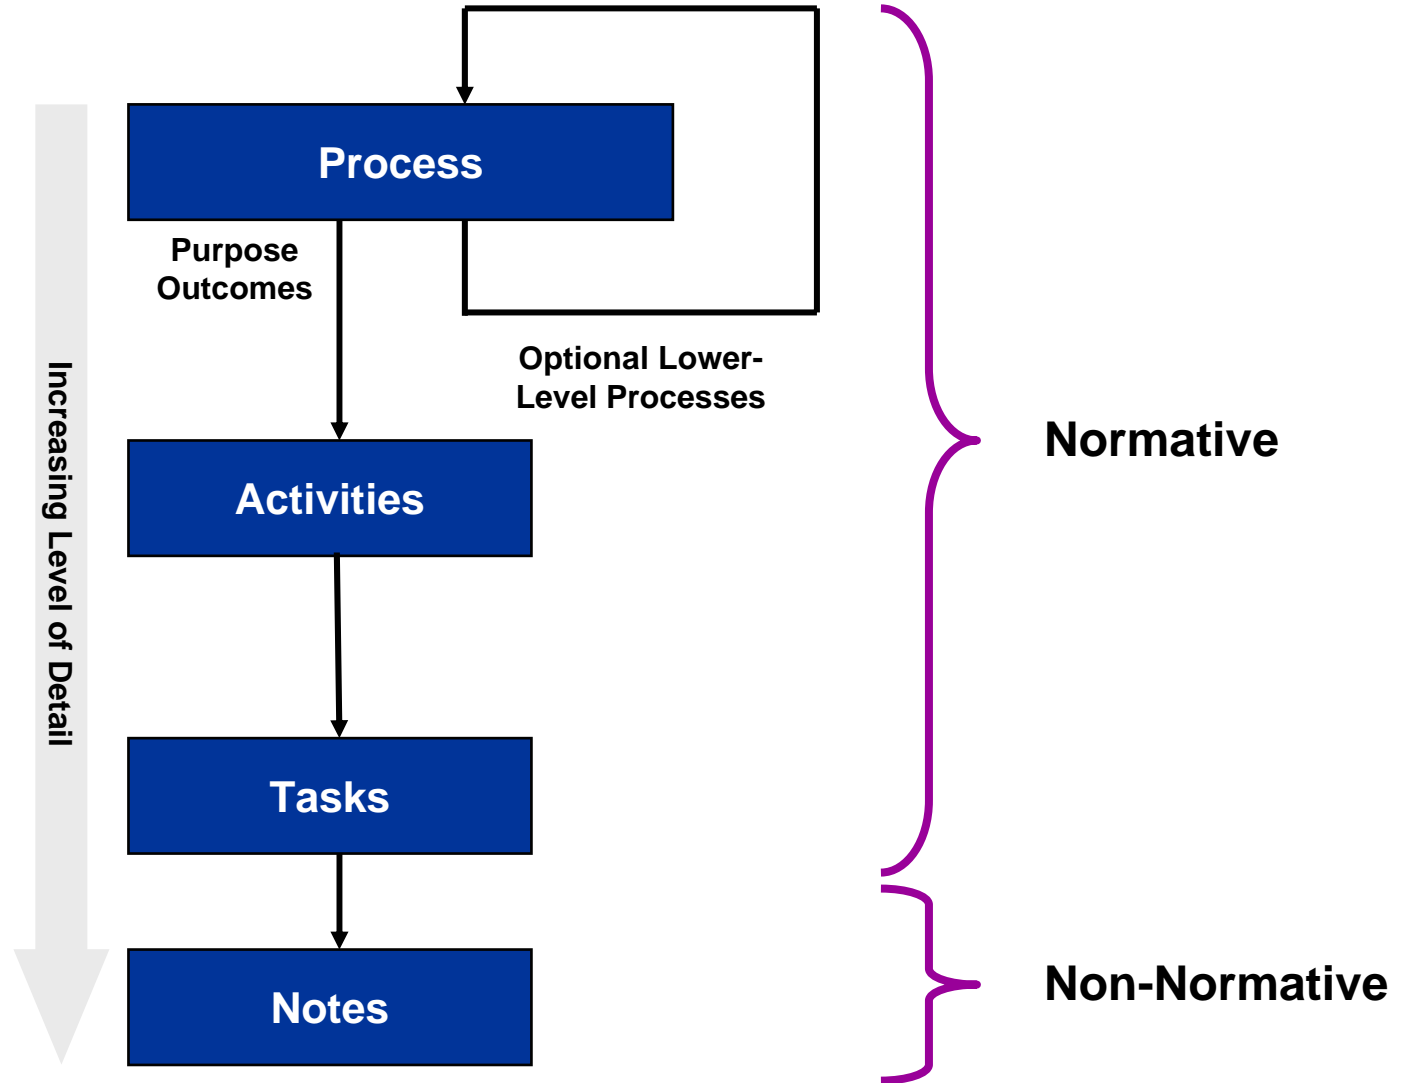 Process
Purpose
Outcomes
Optional Lower-
Level Processes
Increasing Level of Detail
Normative
Activities
Tasks
Notes
Non-Normative